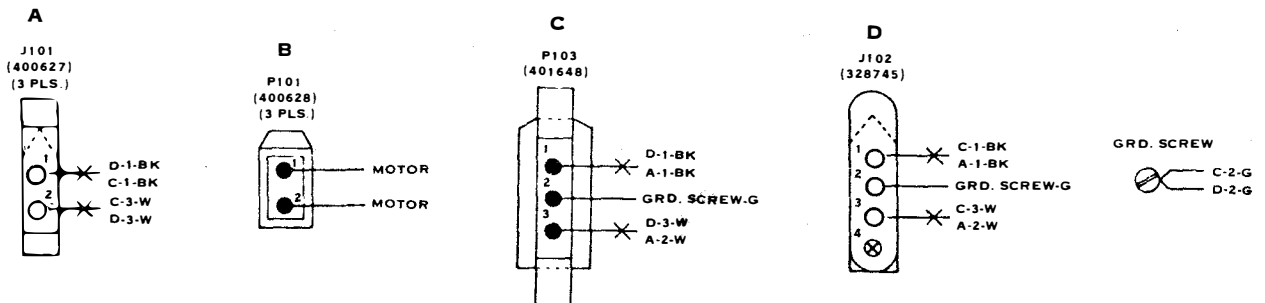 A
J101
(400627)
(3 PLS.)
1
D-1-BK
C-1-BK
2
C-3-W
D-3-W
B
P101
(400628)
(3 PLS.)
1
MOTOR
2
MOTOR
C
P103
(401648)
1
D-1-BK
A-1-BK
2
GRD. SCREW-G
3
D-3-W
A-2-W
D
J102
(328745)
1
C-1-BK
A-1-BK
2
GRD. SCREW-G
3
C-3-W
A-2-W
4
GRD. SCREW
C-2-G
D-2-G